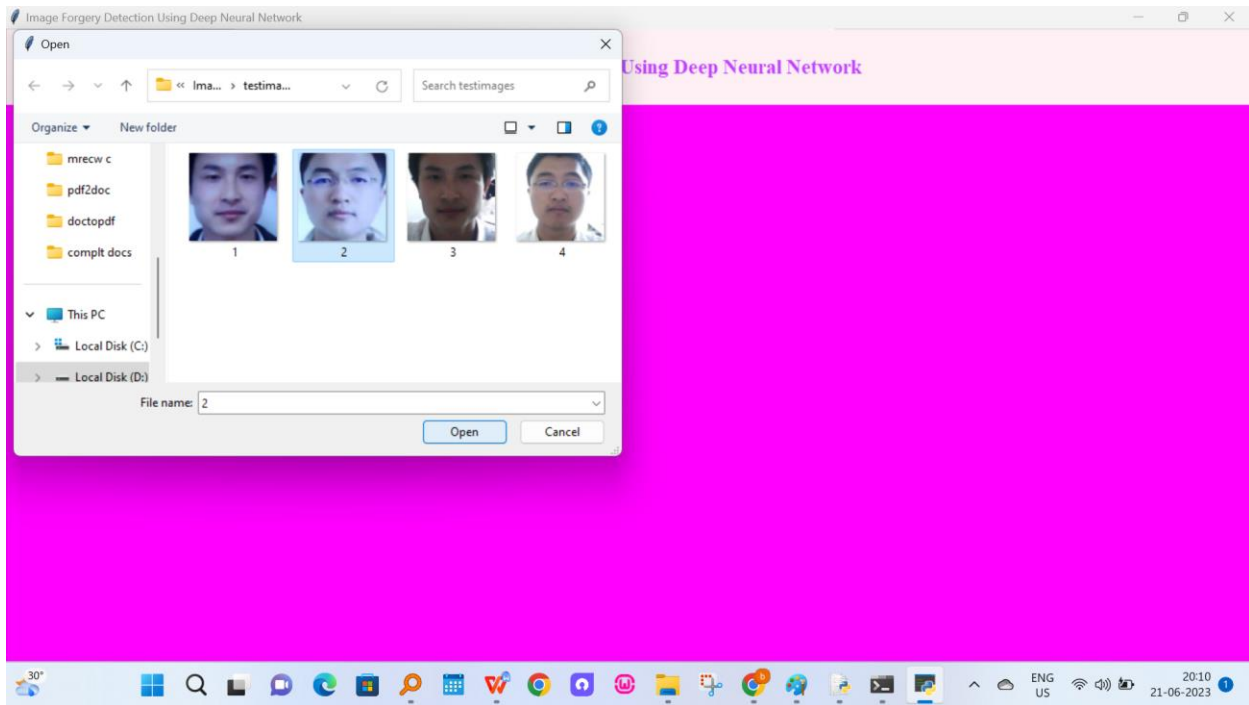 Image Forgery Detection Using Deep Neural Network
Open
Using Deep Neural Network
« Ima... › testima...
Search testimages
Organize
New folder
mrecw c
pdf2doc
doctopdf
complt docs
1
2
3
4
This PC
Local Disk (C:)
Local Disk (D:)
File name: 2
Open
Cancel
30°
ENG
US
20:10
21-06-2023
1